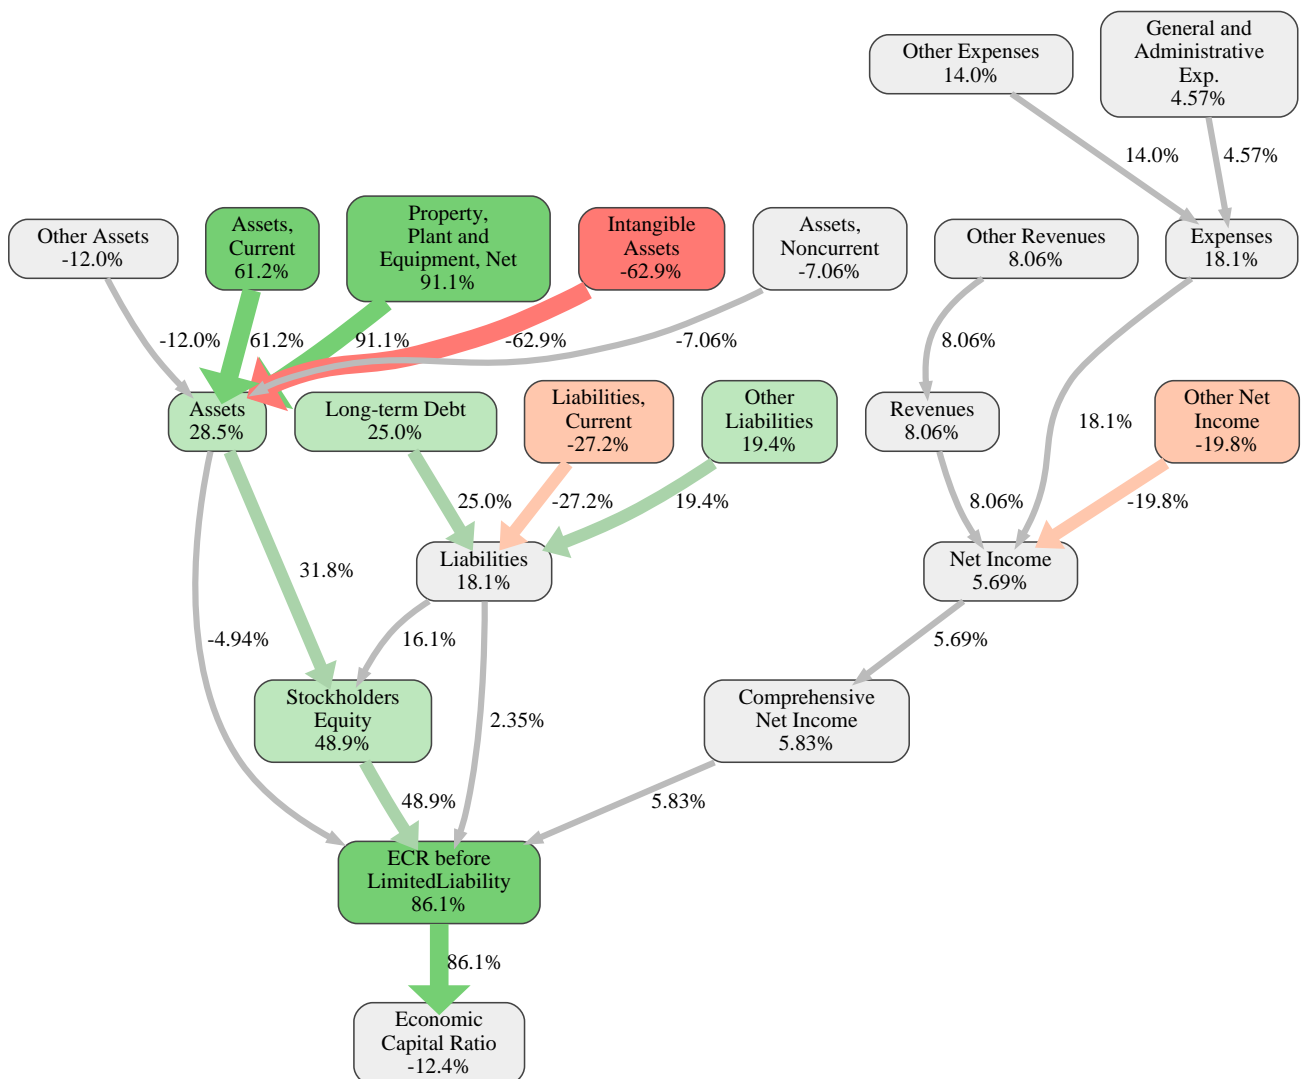 General and
Administrative
Exp.
4.57%
Other Expenses
14.0%
14.0%
4.57%
Other Assets
-12.0%
Assets,
Current
61.2%
Property,
Plant and
Equipment, Net
91.1%
Intangible
Assets
-62.9%
Assets,
Noncurrent
-7.06%
Other Revenues
8.06%
Expenses
18.1%
-12.0%
61.2%
91.1%
-62.9%
-7.06%
8.06%
Assets
28.5%
Long-term Debt
25.0%
Liabilities,
Current
-27.2%
Other
Liabilities
19.4%
Revenues
8.06%
18.1%
Other Net
Income
-19.8%
25.0%
-27.2%
19.4%
8.06%
-19.8%
31.8%
Liabilities
18.1%
Net Income
5.69%
-4.94%
16.1%
5.69%
Stockholders
Equity
48.9%
2.35%
Comprehensive
Net Income
5.83%
48.9%
5.83%
ECR before
LimitedLiability
86.1%
86.1%
Economic
Capital Ratio
-12.4%